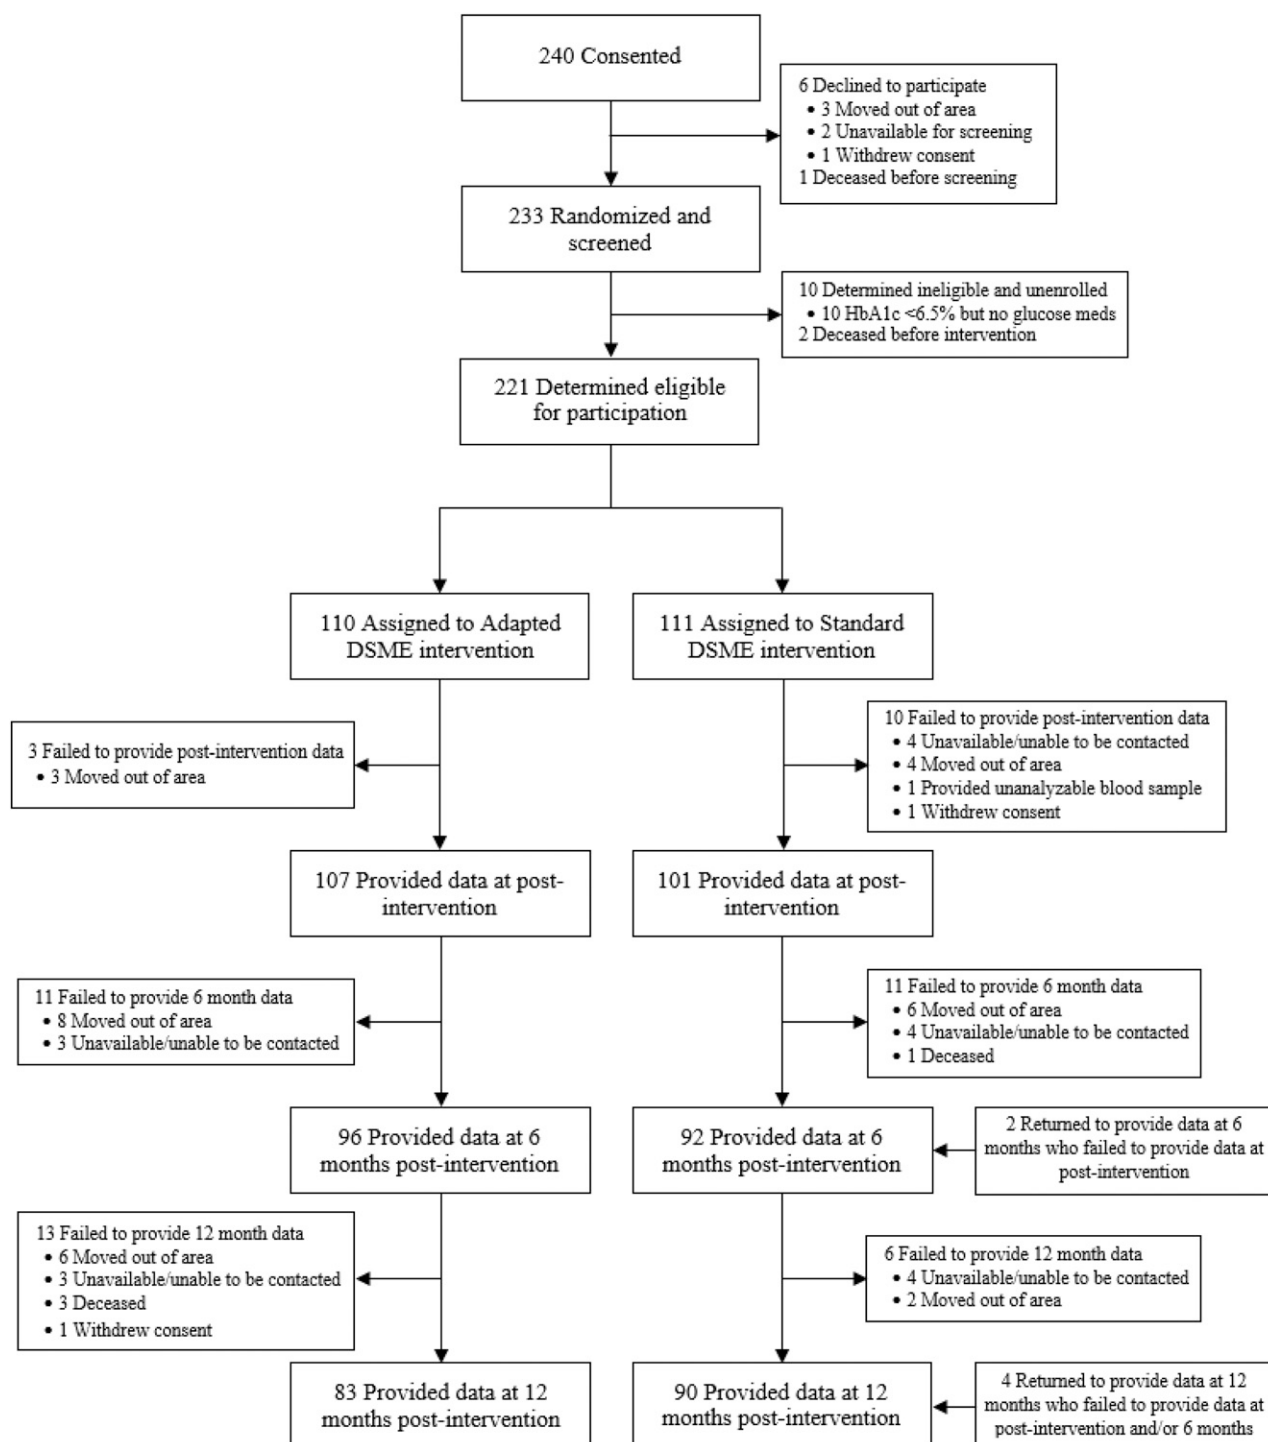 240 Consented
6 Declined to participate
• 3 Moved out of area
• 2 Unavailable for screening
• 1 Withdrew consent
1 Deceased before screening
233 Randomized and
screened
10 Determined ineligible and unenrolled
• 10 HbA1c <6.5% but no glucose meds
2 Deceased before intervention
221 Determined eligible
for participation
110 Assigned to Adapted
DSME intervention
111 Assigned to Standard
DSME intervention
3 Failed to provide post-intervention data
• 3 Moved out of area
10 Failed to provide post-intervention data
• 4 Unavailable/unable to be contacted
• 4 Moved out of area
• 1 Provided unanalyzable blood sample
• 1 Withdrew consent
107 Provided data at post-
intervention
101 Provided data at post-
intervention
11 Failed to provide 6 month data
• 8 Moved out of area
• 3 Unavailable/unable to be contacted
11 Failed to provide 6 month data
• 6 Moved out of area
• 4 Unavailable/unable to be contacted
• 1 Deceased
96 Provided data at 6
months post-intervention
92 Provided data at 6
months post-intervention
2 Returned to provide data at 6
months who failed to provide data at
post-intervention
13 Failed to provide 12 month data
• 6 Moved out of area
• 3 Unavailable/unable to be contacted
• 3 Deceased
• 1 Withdrew consent
6 Failed to provide 12 month data
• 4 Unavailable/unable to be contacted
• 2 Moved out of area
83 Provided data at 12
months post-intervention
90 Provided data at 12
months post-intervention
4 Returned to provide data at 12
months who failed to provide data at
post-intervention and/or 6 months